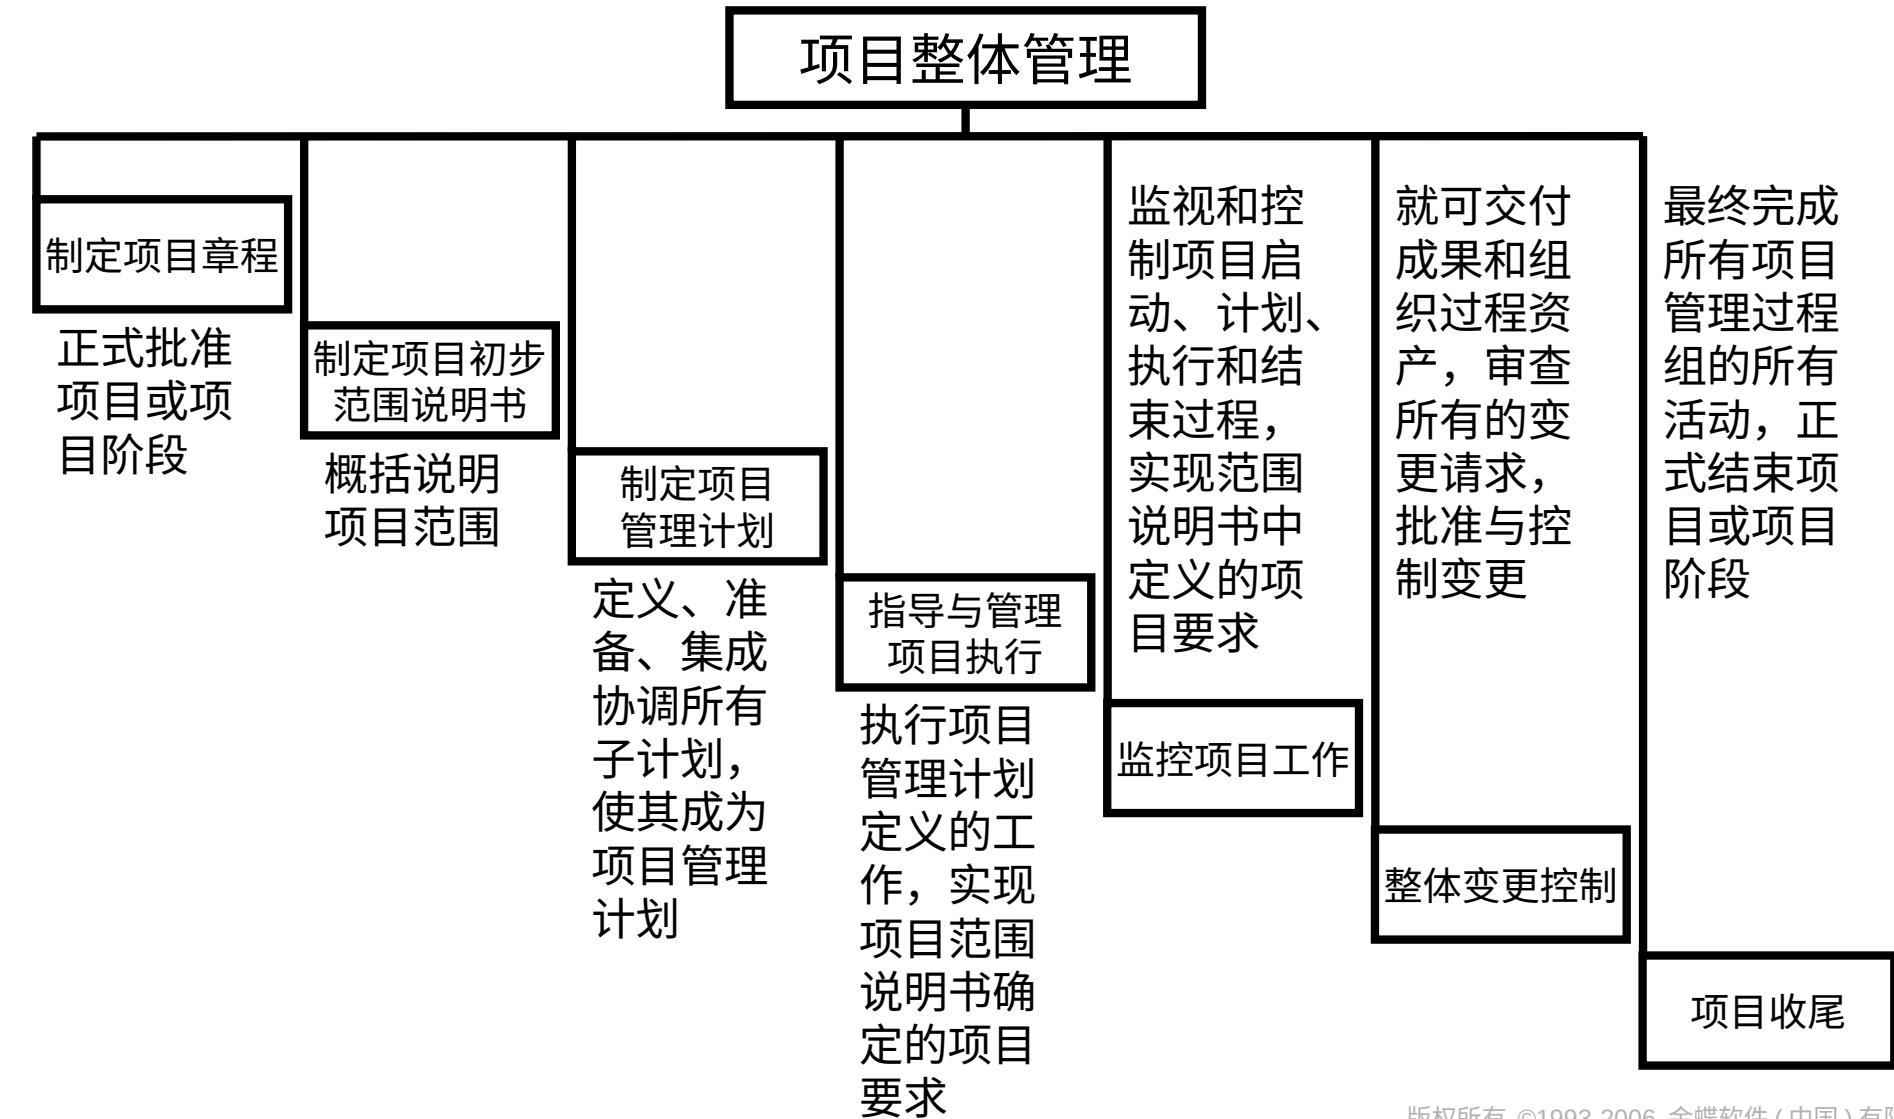 项目整体管理
制定项目章程
正式批准
项目或项
目阶段
制定项目初步
范围说明书
概括说明
项目范围
制定项目
管理计划
定义、准
备、集成
协调所有
子计划，
使其成为
项目管理
计划
指导与管理
项目执行
执行项目
管理计划
定义的工
作，实现
项目范围
说明书确
定的项目
要求
监视和控
制项目启
动、计划、
执行和结
束过程，
实现范围
说明书中
定义的项
目要求
监控项目工作
就可交付
成果和组
织过程资
产，审查
所有的变
更请求，
批准与控
制变更
整体变更控制
最终完成
所有项目
管理过程
组的所有
活动，正
式结束项
目或项目
阶段
项目收尾
版权所有 ©1993-2006 金蝶软件 ( 中国 ) 有